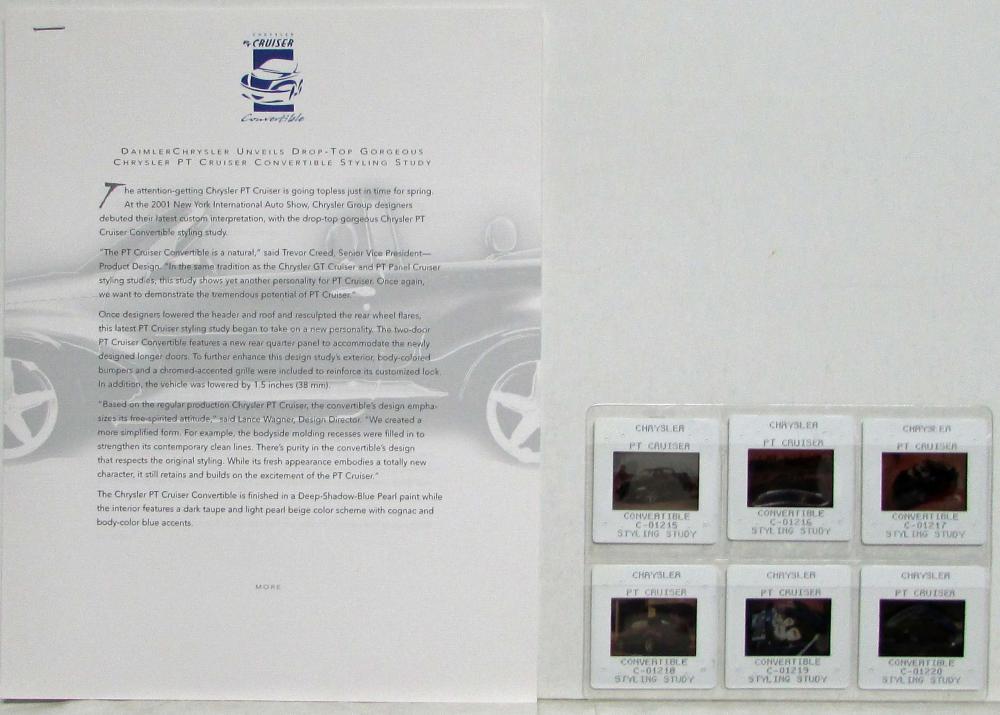 CHRYSLER
PT CRUISER
Convertible
DAIMLERCHRYSLER UNVEILS DROP-TOP GORGEOUS
CHRYSLER PT CRUISER CONVERTIBLE STYLING STUDY
The attention-getting Chrysler PT Cruiser is going topless just in time for spring.
At the 2001 New York International Auto Show, Chrysler Group designers
debuted their latest custom interpretation, with the drop-top gorgeous Chrysler PT
Cruiser Convertible styling study.
"The PT Cruiser Convertible is a natural," said Trevor Creed, Senior Vice President—
Product Design. "In the same tradition as the Chrysler GT Cruiser and PT Panel Cruiser
styling studies, this study shows yet another personality for PT Cruiser. Once again,
we want to demonstrate the tremendous potential of PT Cruiser."
Once designers lowered the header and roof and resculpted the rear wheel flares,
this latest PT Cruiser styling study began to take on a new personality. The two-door
PT Cruiser Convertible features a new rear quarter panel to accommodate the newly
designed longer doors. To further enhance this design study's exterior, body-colored
bumpers and a chromed-accented grille were included to reinforce its customized look.
In addition, the vehicle was lowered by 1.5 inches (38 mm).
"Based on the regular production Chrysler PT Cruiser, the convertible's design empha-
sizes its free-spirited attitude," said Lance Wagner, Design Director. "We created a
more simplified form. For example, the bodyside molding recesses were filled in to
strengthen its contemporary clean lines. There's purity in the convertible's design
that respects the original styling. While its fresh appearance embodies a totally new
character, it still retains and builds on the excitement of the PT Cruiser."
The Chrysler PT Cruiser Convertible is finished in a Deep-Shadow-Blue Pearl paint while
the interior features a dark taupe and light pearl beige color scheme with cognac and
body-color blue accents.
MORE
CHRYSLER
PT CRUISER
CONVERTIBLE
C-01215
STYLING STUDY
CHRYSLER
PT CRUISER
CONVERTIBLE
C-01216
STYLING STUDY
CHRYSLER
PT CRUISER
CONVERTIBLE
C-01217
STYLING STUDY
CHRYSLER
PT CRUISER
CONVERTIBLE
C-01218
STYLING STUDY
CHRYSLER
PT CRUISER
CONVERTIBLE
C-01219
STYLING STUDY
CHRYSLER
PT CRUISER
CONVERTIBLE
C-01220
STYLING STUDY